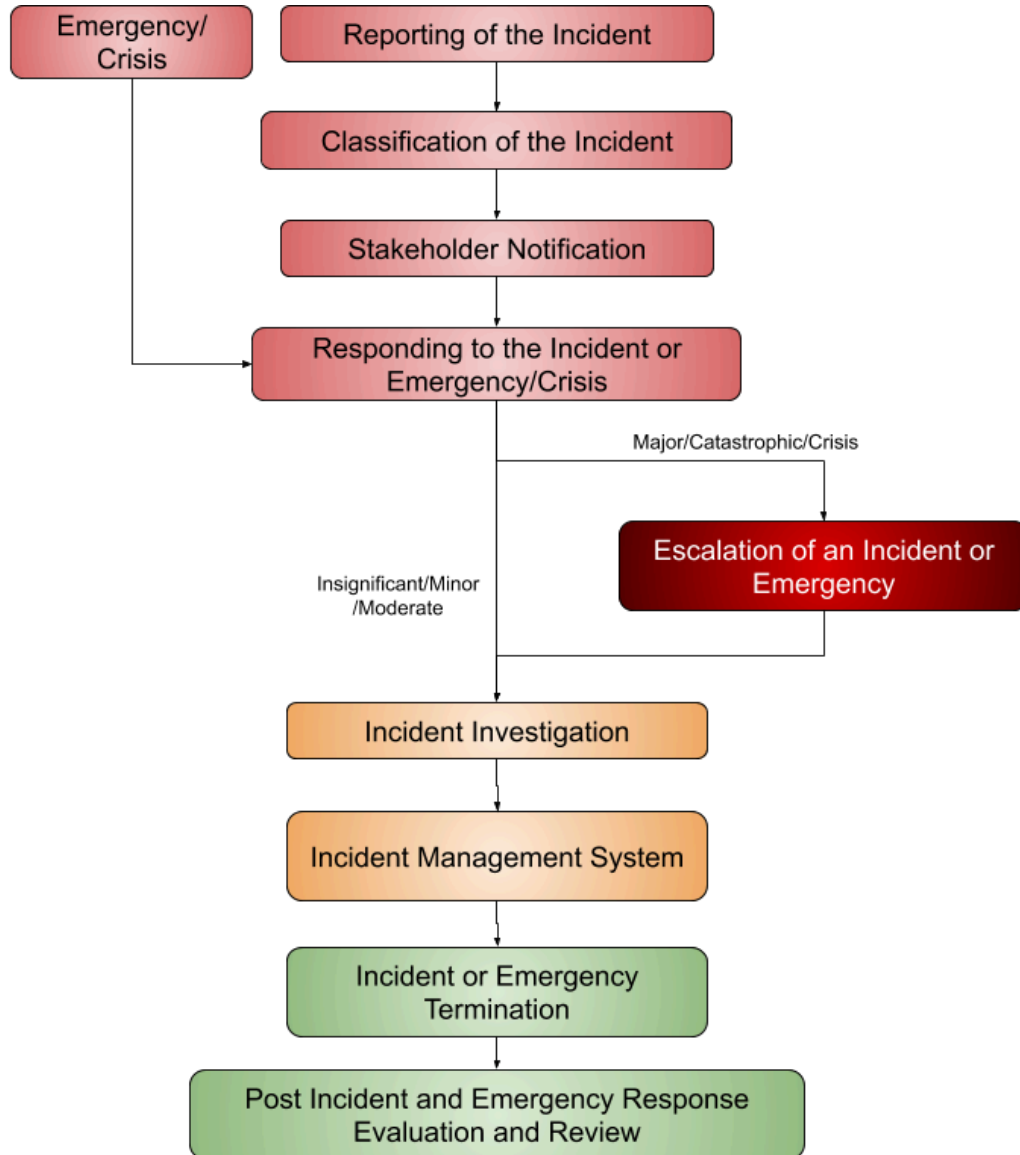 Emergency/
Crisis
Reporting of the Incident
Classification of the Incident
Stakeholder Notification
Responding to the Incident or
Emergency/Crisis
Major/Catastrophic/Crisis
Escalation of an Incident or
Emergency
Insignificant/Minor
/Moderate
Incident Investigation
Incident Management System
Incident or Emergency
Termination
Post Incident and Emergency Response
Evaluation and Review